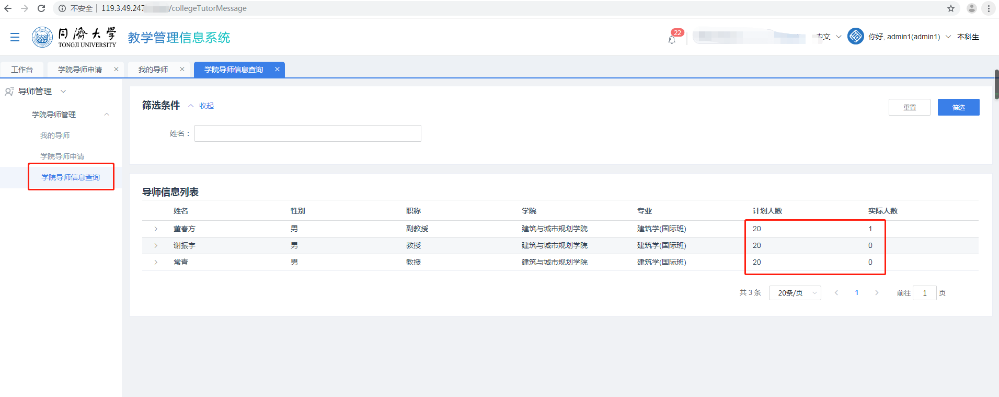 不安全 119.3.49.247 /collegeTutorMessage
同濟大学
TONGJI UNIVERSITY
教学管理信息系统
22
中文
你好, admin1(admin1)
本科生
工作台
学院导师申请
我的导师
学院导师信息查询
导师管理
学院导师管理
我的导师
学院导师申请
学院导师信息查询
筛选条件 收起
重置
筛选
姓名：
导师信息列表
姓名 性别 职称 学院 专业 计划人数 实际人数
董春方 男 副教授 建筑与城市规划学院 建筑学(国际班) 20 1
谢振宇 男 教授 建筑与城市规划学院 建筑学(国际班) 20 0
常青 男 教授 建筑与城市规划学院 建筑学(国际班) 20 0
共 3 条 20条/页 1 前往 1 页